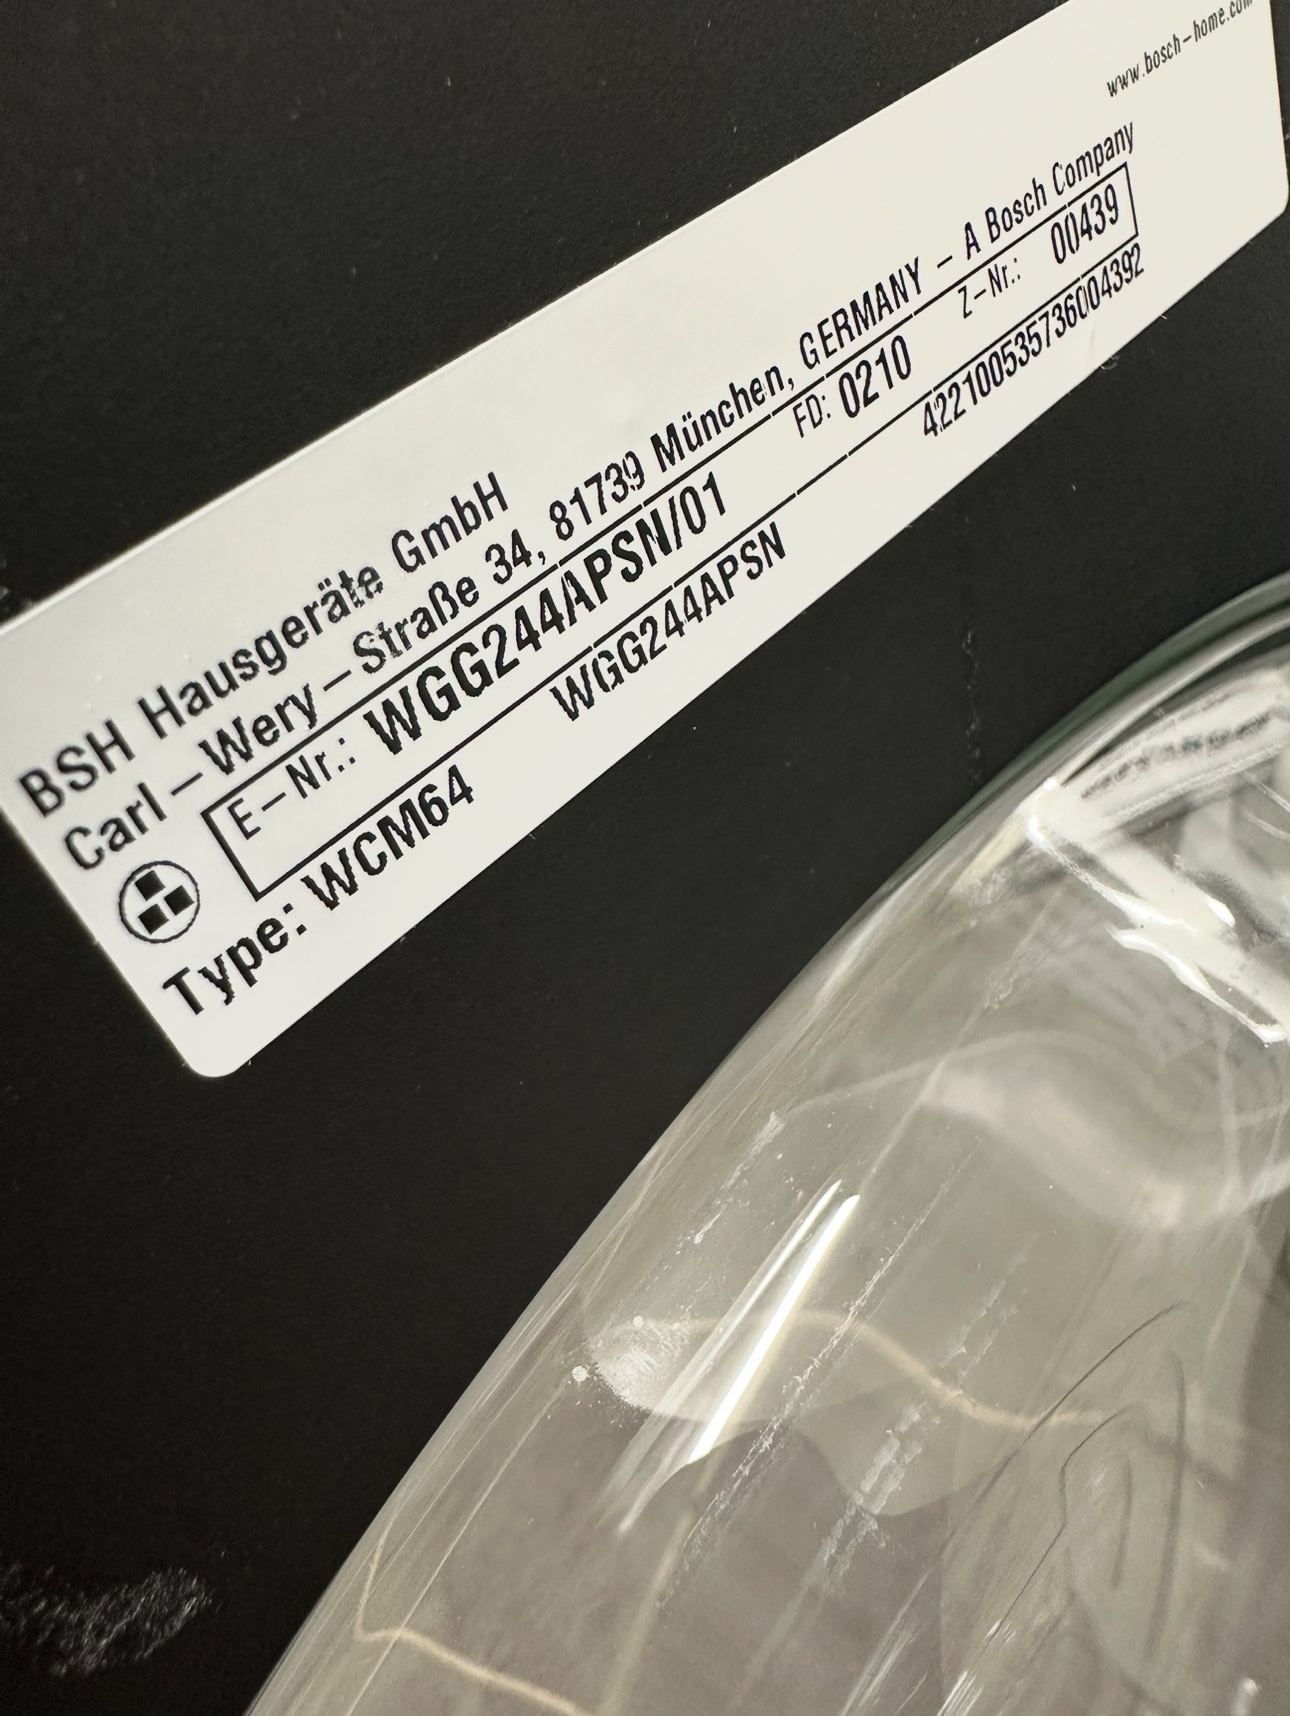 www.bosch-home.com
BSH Hausgeräte GmbH
Carl-Wery-Straße 34, 81739 München, GERMANY - A Bosch Company
E-Nr.: WGG244APSN/01 FD: 0210 Z-Nr.: 00439
WGG244APSN 422100535736004392
Type: WCM64